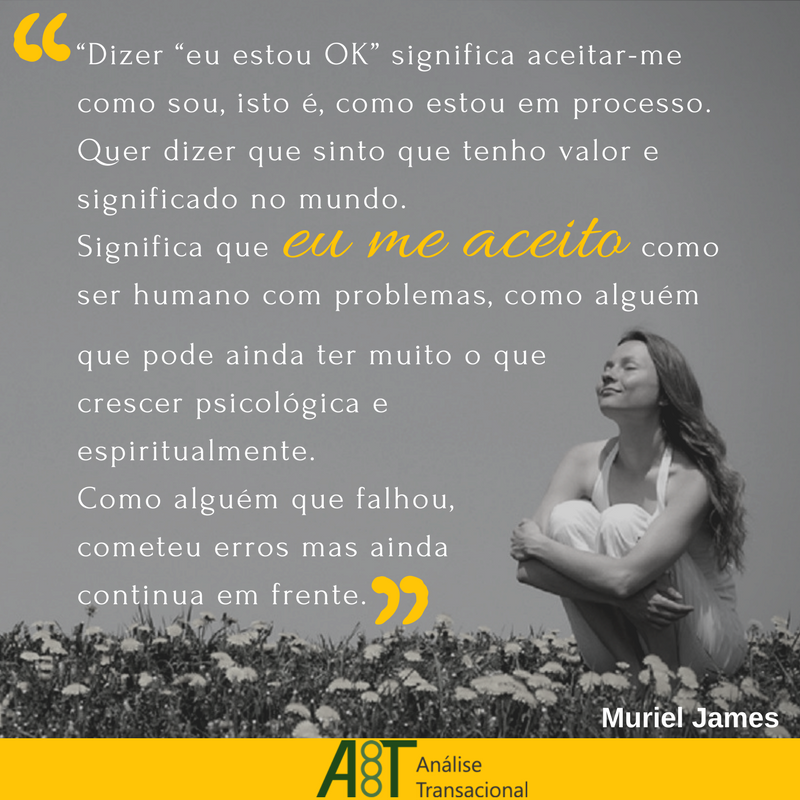 “Dizer “eu estou OK” significa aceitar-me
como sou, isto é, como estou em processo.
Quer dizer que sinto que tenho valor e
significado no mundo.
Significa que eu me aceito como
ser humano com problemas, como alguém
que pode ainda ter muito o que
crescer psicológica e
espiritualmente.
Como alguém que falhou,
cometeu erros mas ainda
continua em frente.”
Muriel James
A8T Análise
Transacional